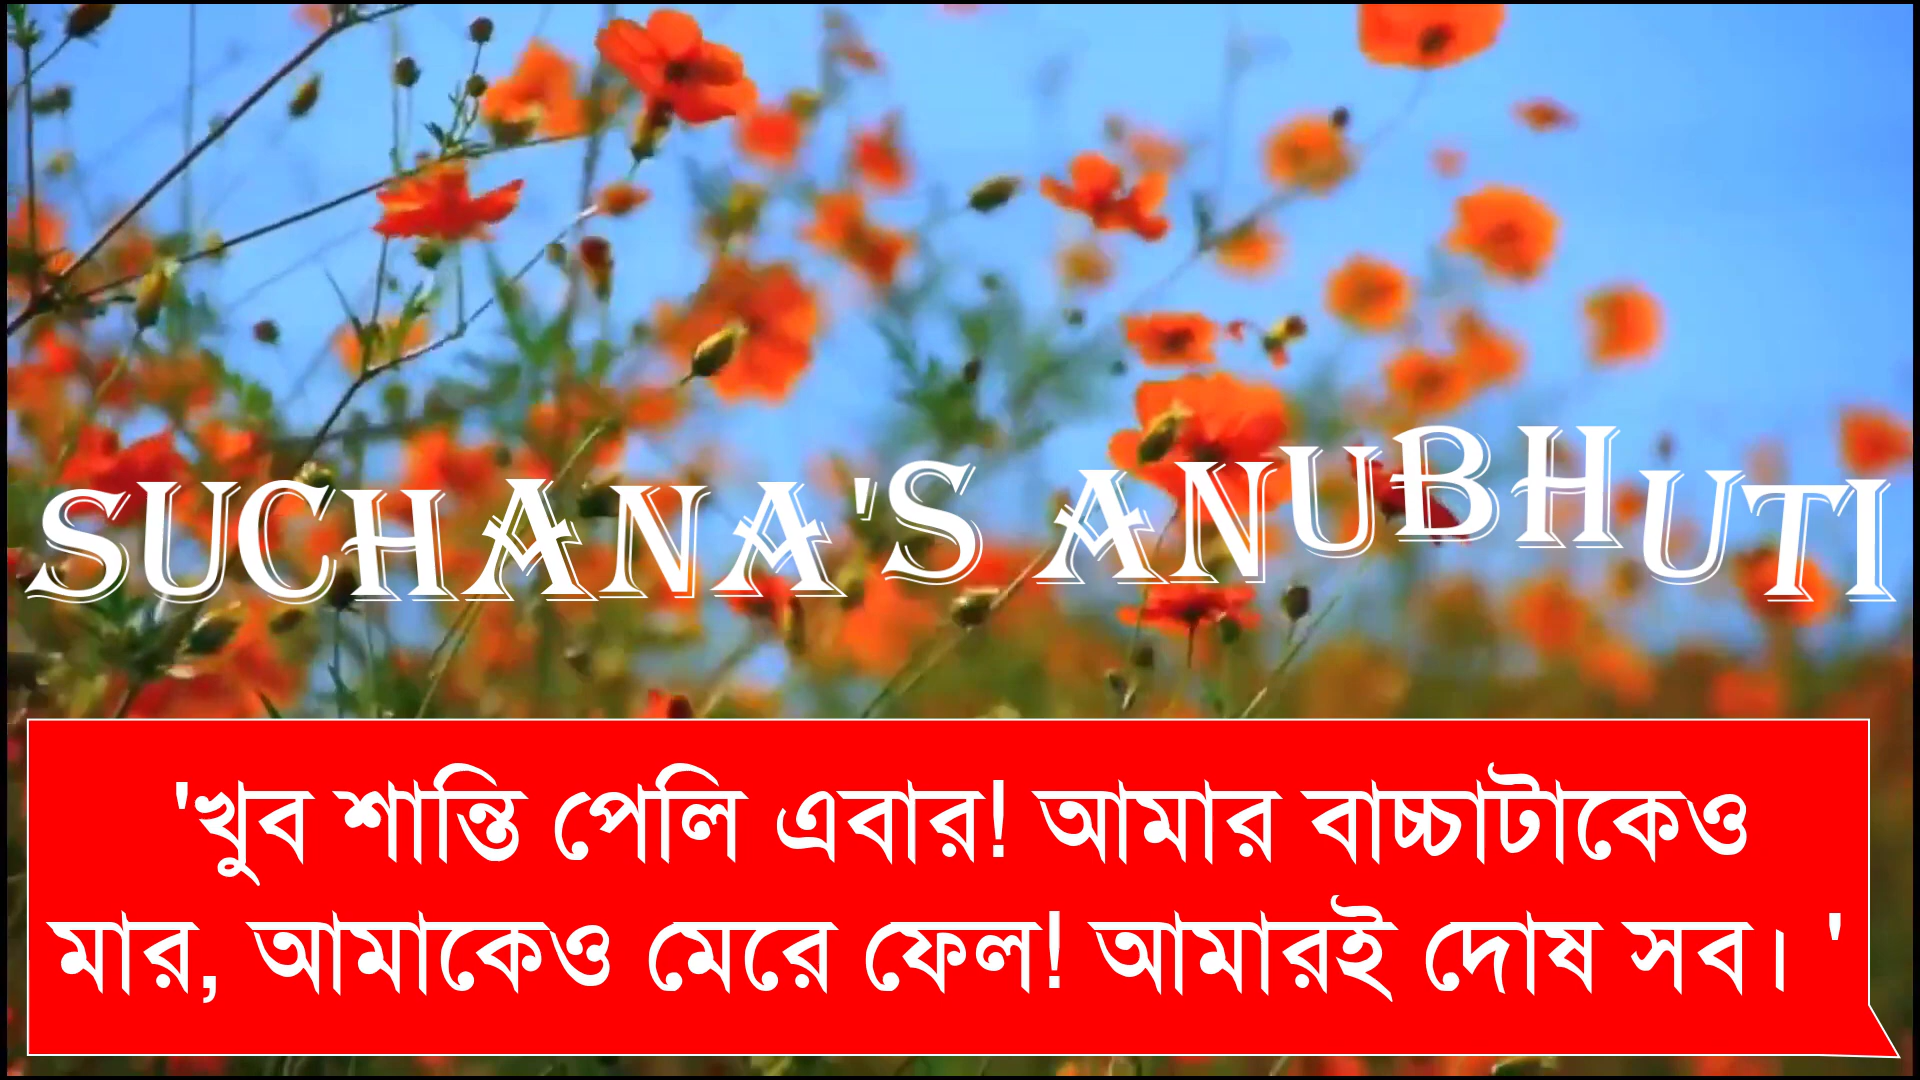 SUCHANA'S ANUBHUTI
'খুব শান্তি পেলি এবার! আমার বাচ্চাটাকেও
মার, আমাকেও মেরে ফেল! আমারই দোষ সব। '